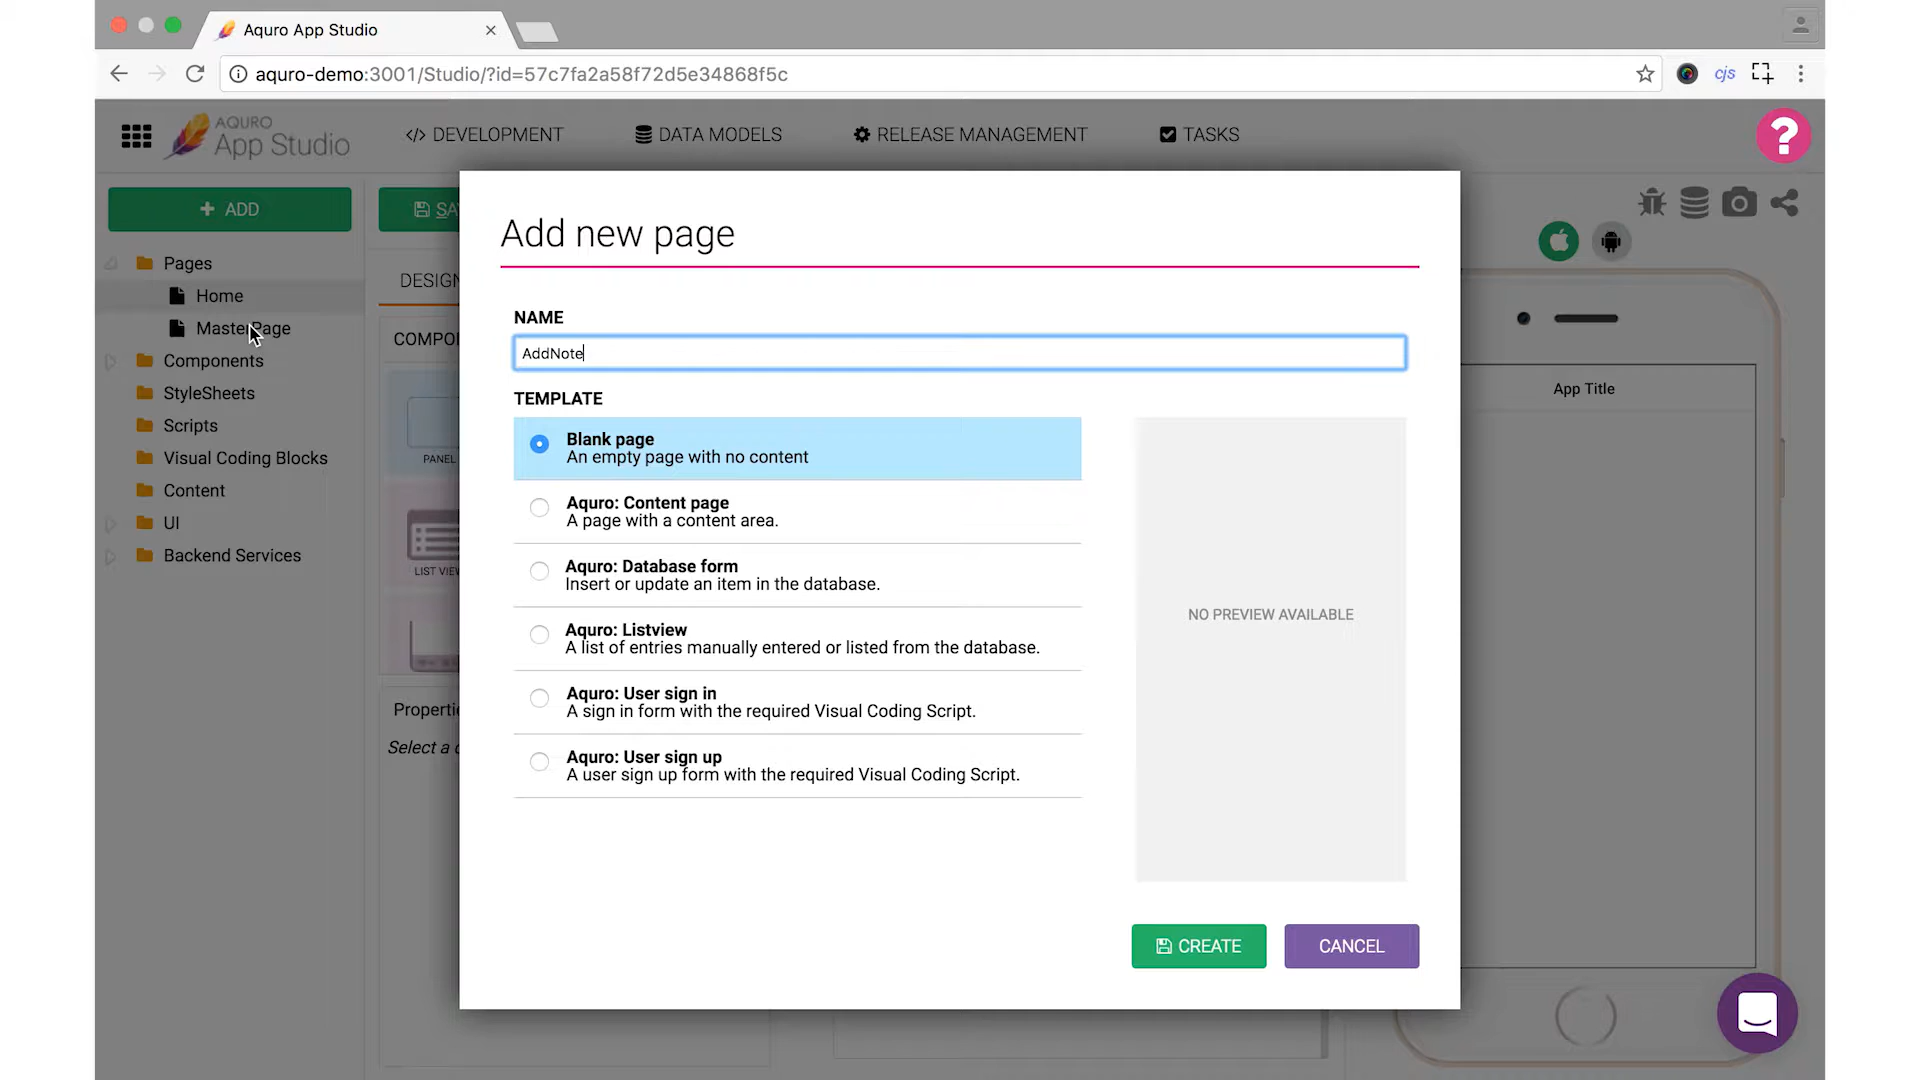 Aquro App Studio
aquro-demo:3001/Studio/?id=57c7fa2a58f72d5e34868f5c
cjs
AQURO
App Studio
</> DEVELOPMENT
DATA MODELS
RELEASE MANAGEMENT
TASKS
?
+ ADD
SA
Pages
Home
MasterPage
Components
StyleSheets
Scripts
Visual Coding Blocks
Content
UI
Backend Services
DESIGN
COMPO
PANEL
LIST VIE
Properti
Select a c
Add new page
NAME
AddNote
TEMPLATE
Blank page
An empty page with no content
Aquro: Content page
A page with a content area.
Aquro: Database form
Insert or update an item in the database.
Aquro: Listview
A list of entries manually entered or listed from the database.
Aquro: User sign in
A sign in form with the required Visual Coding Script.
Aquro: User sign up
A user sign up form with the required Visual Coding Script.
NO PREVIEW AVAILABLE
CREATE
CANCEL
App Title